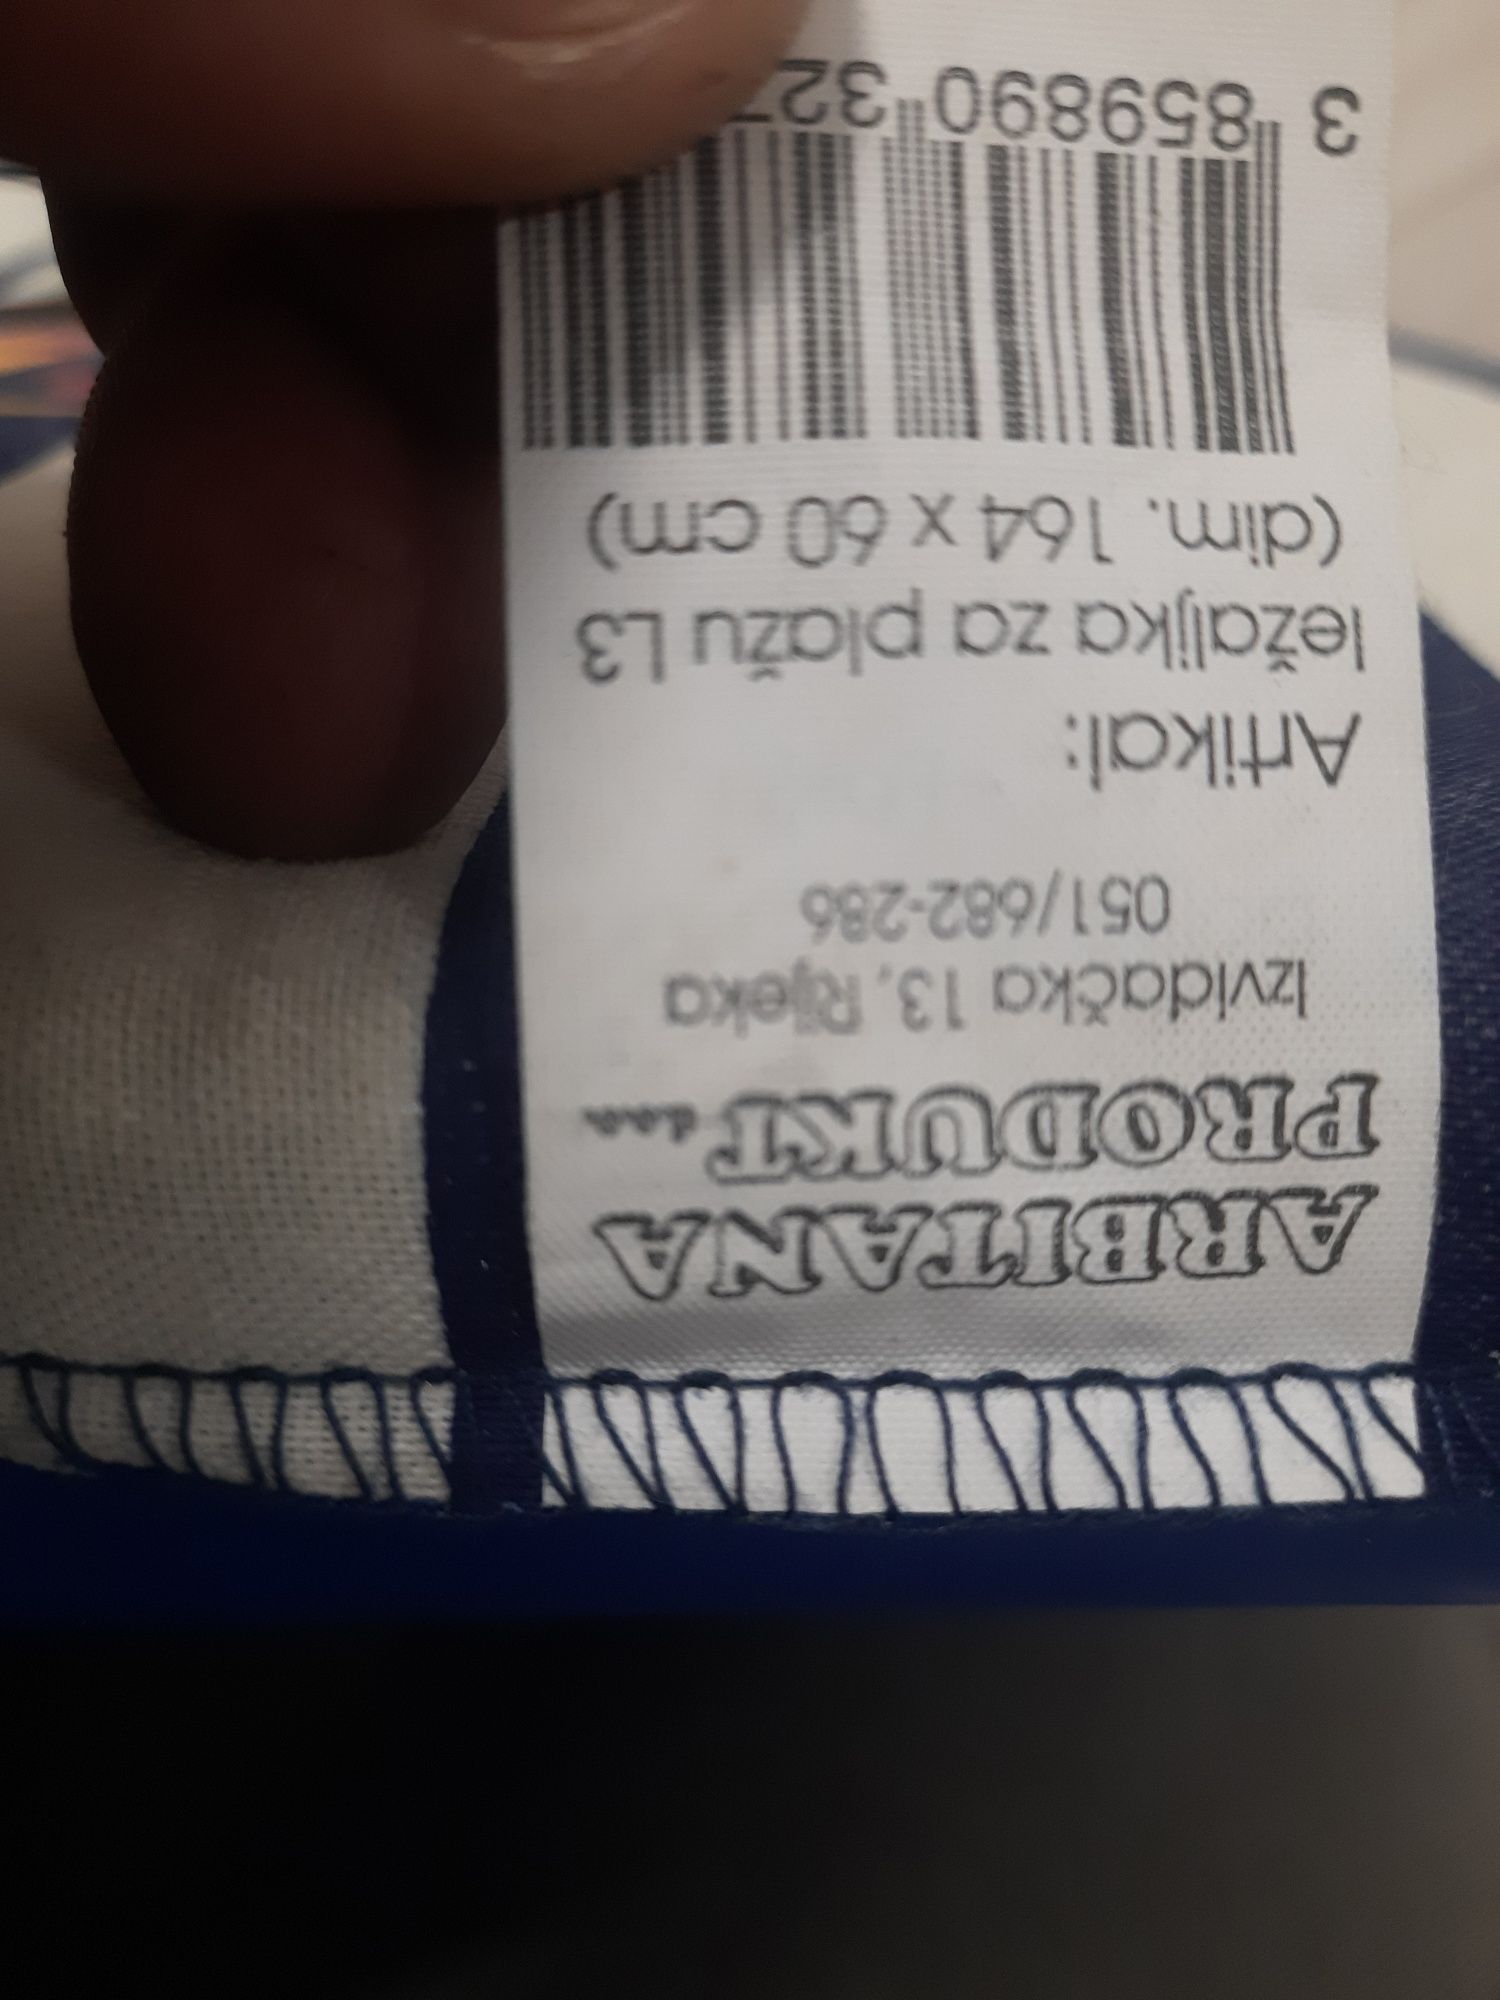 ARBITANA
PRODUKT d.o.o.
Izvidačka 13, Rijeka
051/682-286
Artikal:
ležaljka za plažu L3
(dim. 164 x 60 cm)
3 859890 327